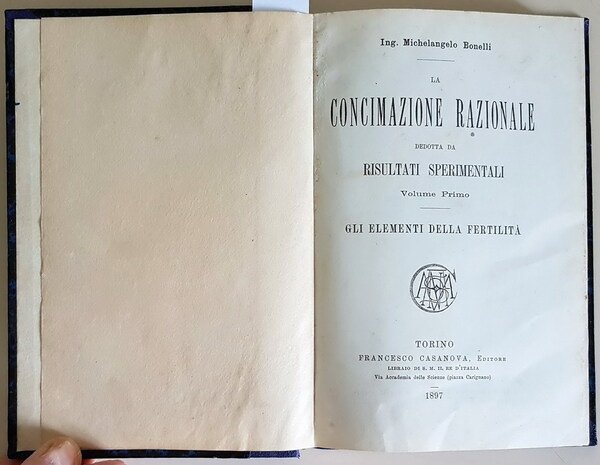 Ing. Michelangelo Bonelli
LA
CONCIMAZIONE RAZIONALE
DEDOTTA DA
RISULTATI SPERIMENTALI
Volume Primo
GLI ELEMENTI DELLA FERTILITÀ
TORINO
FRANCESCO CASANOVA, EDITORE
LIBRAIO DI S. M. IL RE D'ITALIA
Via Accademia delle Scienze (piazza Carignano)
1897